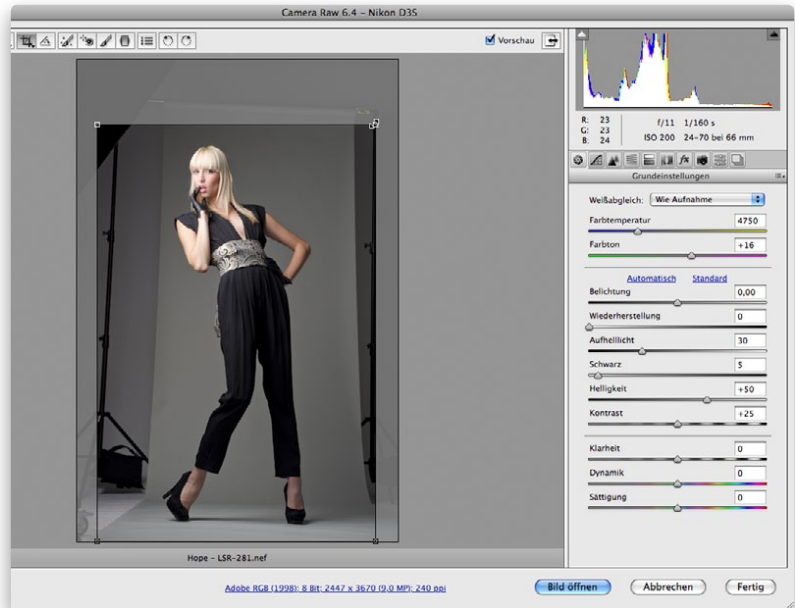 Camera Raw 6.4 – Nikon D3S
Vorschau
R: 23
G: 23
B: 24
f/11 1/160 s
ISO 200 24-70 bei 66 mm
Grundeinstellungen
Weißabgleich: Wie Aufnahme
Farbtemperatur 4750
Farbton +16
Automatisch Standard
Belichtung 0,00
Wiederherstellung 0
Aufhelllicht 30
Schwarz 5
Helligkeit +50
Kontrast +25
Klarheit 0
Dynamik 0
Sättigung 0
Hope – LSR-281.nef
Adobe RGB (1998); 8 Bit; 2447 x 3670 (9,0 MP); 240 ppi
Bild öffnen Abbrechen Fertig